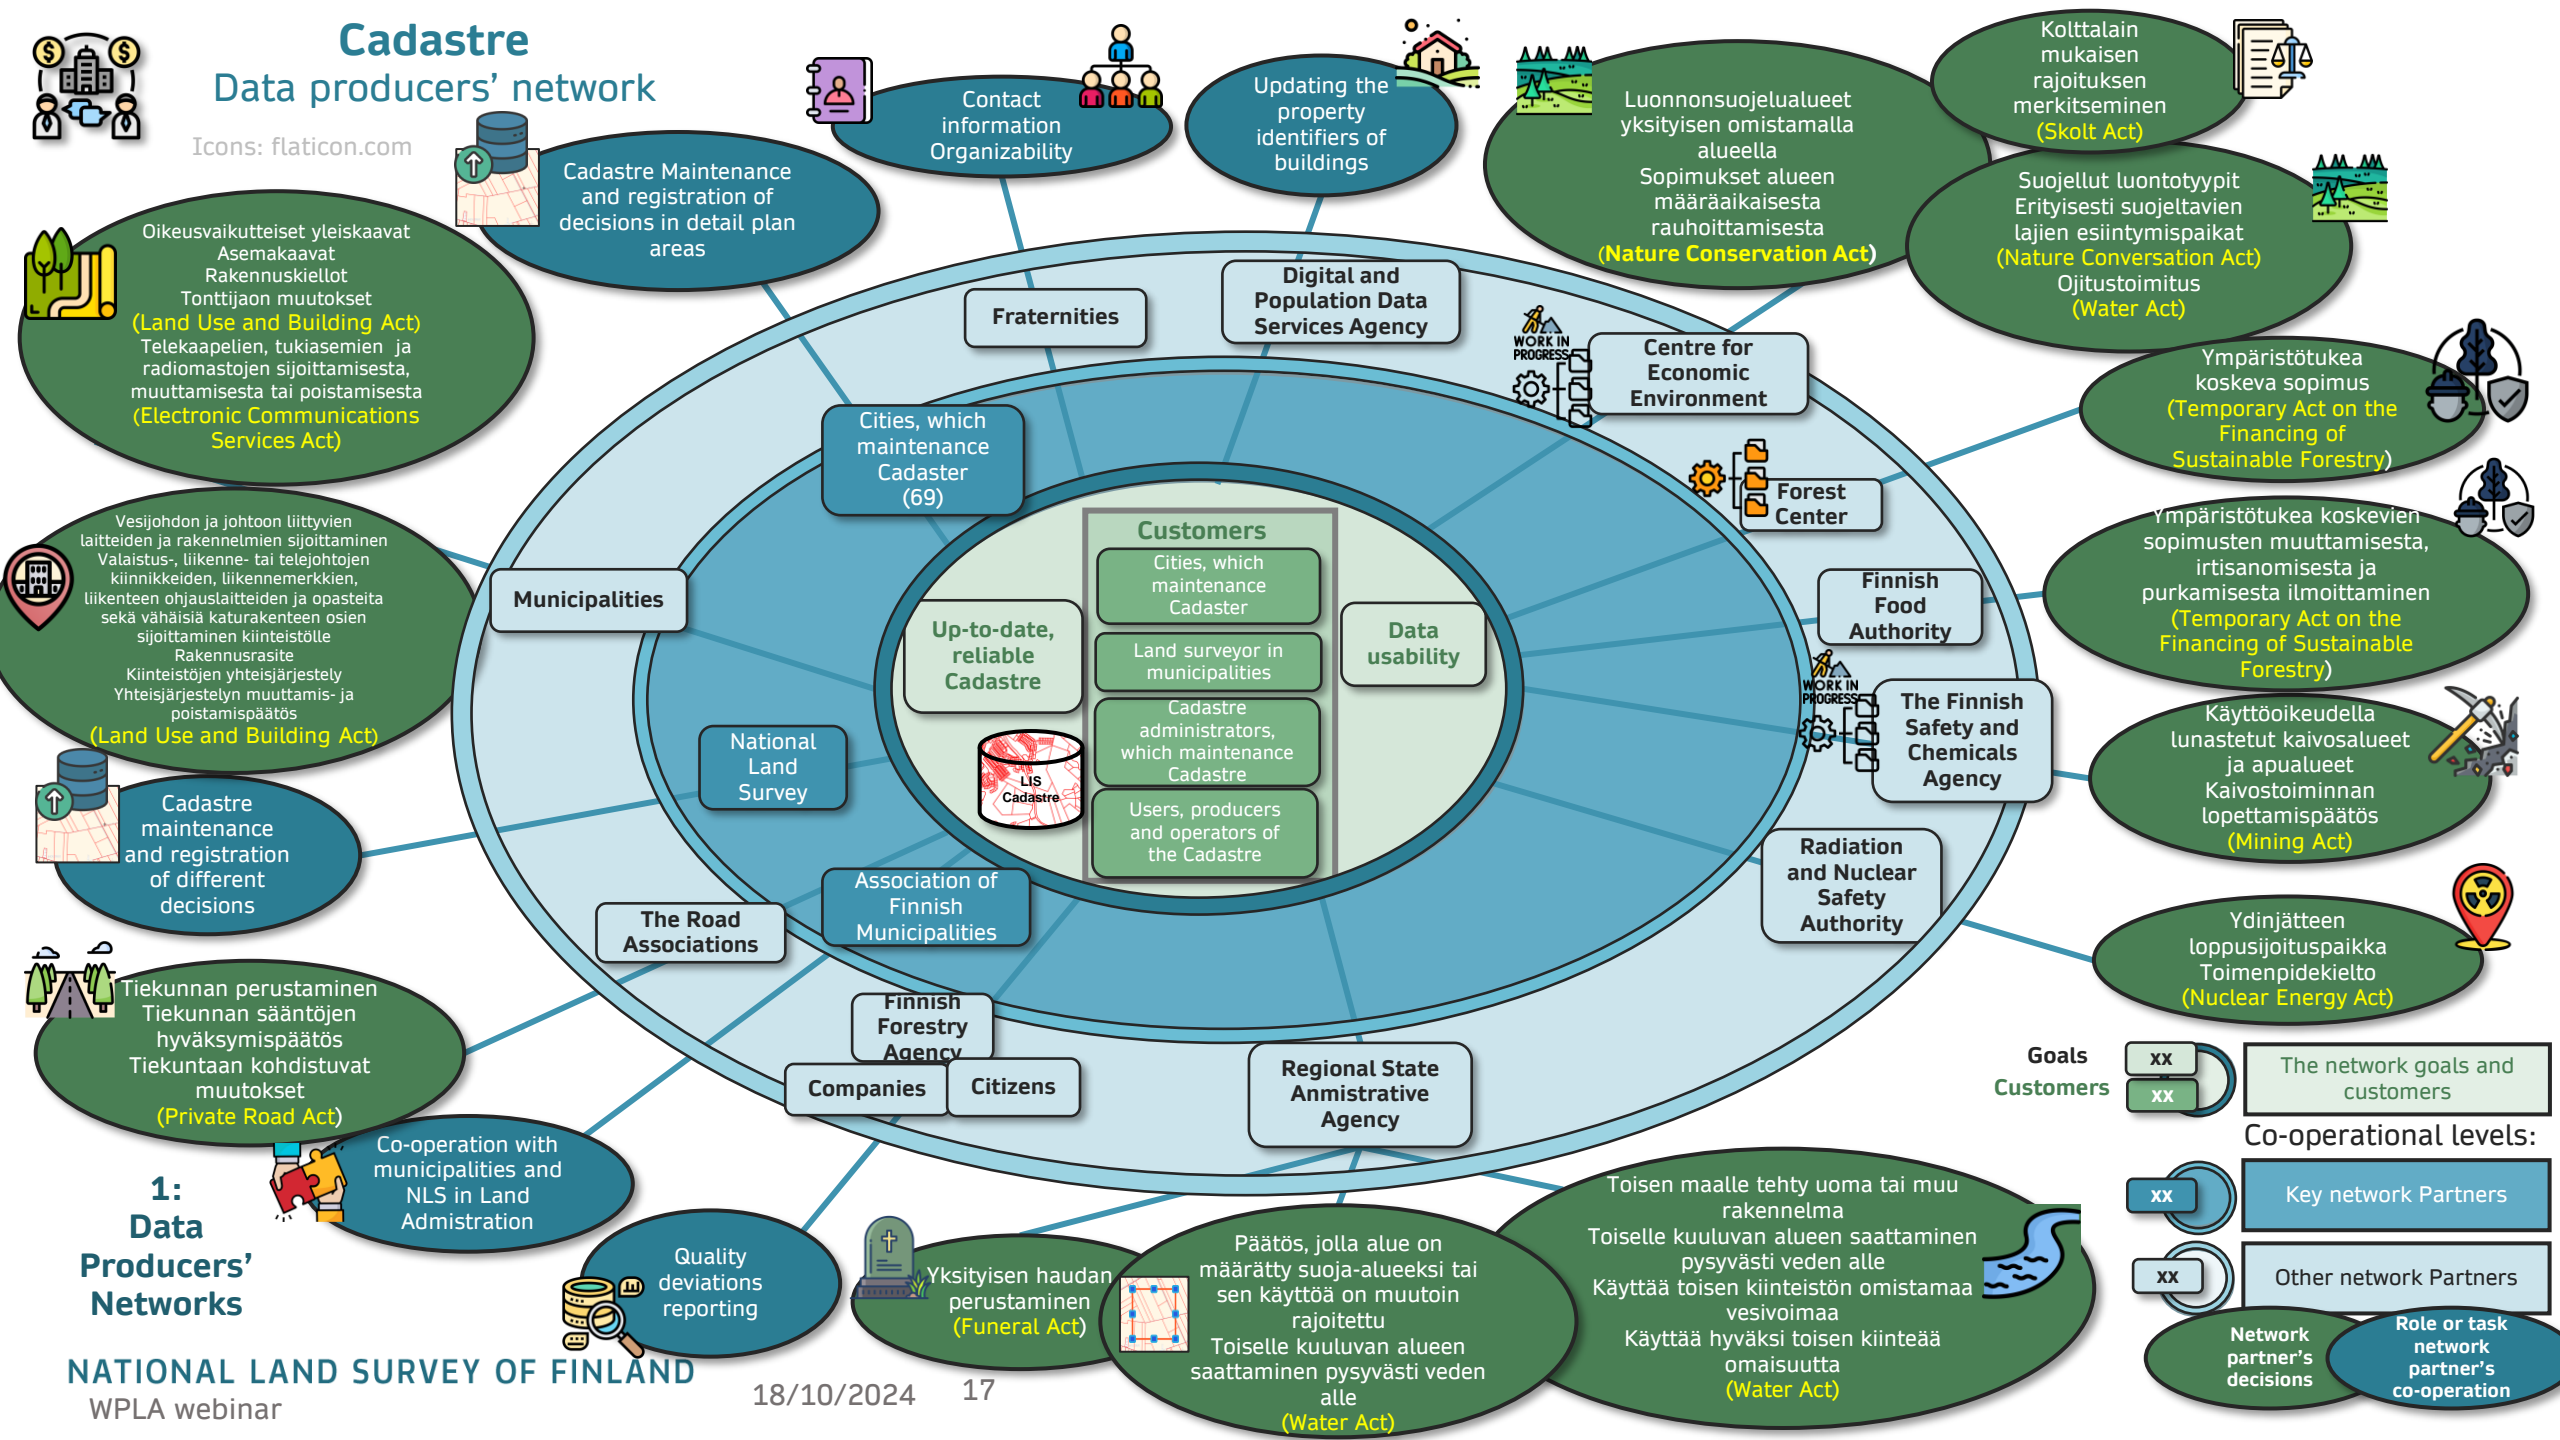 Cadastre
Data producers’ network
Icons: flaticon.com
Cadastre Maintenance
and registration of
decisions in detail plan
areas
Contact
information
Organizability
Updating the
property
identifiers of
buildings
Luonnonsuojelualueet
yksityisen omistamalla
alueella
Sopimukset alueen
määräaikaisesta
rauhoittamisesta
(Nature Conservation Act)
Kolttalain
mukaisen
rajoituksen
merkitseminen
(Skolt Act)
Suojellut luontotyypit
Erityisesti suojeltavien
lajien esiintymispaikat
(Nature Conversation Act)
Ojitustoimitus
(Water Act)
Oikeusvaikutteiset yleiskaavat
Asemakaavat
Rakennuskiellot
Tonttijaon muutokset
(Land Use and Building Act)
Telekaapelien, tukiasemien ja
radiomastojen sijoittamisesta,
muuttamisesta tai poistamisesta
(Electronic Communications
Services Act)
Fraternities
Digital and
Population Data
Services Agency
WORK IN
PROGRESS
Centre for
Economic
Environment
Ympäristötukea
koskeva sopimus
(Temporary Act on the
Financing of
Sustainable Forestry)
Cities, which
maintenance
Cadaster
(69)
Forest
Center
Vesijohdon ja johtoon liittyvien
laitteiden ja rakennelmien sijoittaminen
Valaistus-, liikenne- tai telejohtojen
kiinnikkeiden, liikennemerkkien,
liikenteen ohjauslaitteiden ja opasteita
sekä vähäisiä katurakenteen osien
sijoittaminen kiinteistölle
Rakennusrasite
Kiinteistöjen yhteisjärjestely
Yhteisjärjestelyn muuttamis- ja
poistamispäätös
(Land Use and Building Act)
Municipalities
Customers
Cities, which
maintenance
Cadaster
Land surveyor in
municipalities
Cadastre
administrators,
which maintenance
Cadastre
Users, producers
and operators of
the Cadastre
Up-to-date,
reliable
Cadastre
LIS
Cadastre
Data
usability
Finnish
Food
Authority
Ympäristötukea koskevien
sopimusten muuttamisesta,
irtisanomisesta ja
purkamisesta ilmoittaminen
(Temporary Act on the
Financing of Sustainable
Forestry)
WORK IN
PROGRESS
The Finnish
Safety and
Chemicals
Agency
Käyttöoikeudella
lunastetut kaivosalueet
ja apualueet
Kaivostoiminnan
lopettamispäätös
(Mining Act)
National
Land
Survey
Cadastre
maintenance
and registration
of different
decisions
Association of
Finnish
Municipalities
The Road
Associations
Radiation
and Nuclear
Safety
Authority
Ydinjätteen
loppusijoituspaikka
Toimenpidekielto
(Nuclear Energy Act)
Tiekunnan perustaminen
Tiekunnan sääntöjen
hyväksymispäätös
Tiekuntaan kohdistuvat
muutokset
(Private Road Act)
Finnish
Forestry
Agency
Companies
Citizens
Regional State
Anmistrative
Agency
Co-operation with
municipalities and
NLS in Land
Admistration
Quality
deviations
reporting
Yksityisen haudan
perustaminen
(Funeral Act)
Päätös, jolla alue on
määrätty suoja-alueeksi tai
sen käyttöä on muutoin
rajoitettu
Toiselle kuuluvan alueen
saattaminen pysyvästi veden
alle
(Water Act)
Toisen maalle tehty uoma tai muu
rakennelma
Toiselle kuuluvan alueen saattaminen
pysyvästi veden alle
Käyttää toisen kiinteistön omistamaa
vesivoimaa
Käyttää hyväksi toisen kiinteää
omaisuutta
(Water Act)
Goals
Customers
xx
xx
The network goals and
customers
Co-operational levels:
xx
Key network Partners
xx
Other network Partners
Network
partner’s
decisions
Role or task
network
partner’s
co-operation
1:
Data
Producers’
Networks
NATIONAL LAND SURVEY OF FINLAND
WPLA webinar
18/10/2024
17